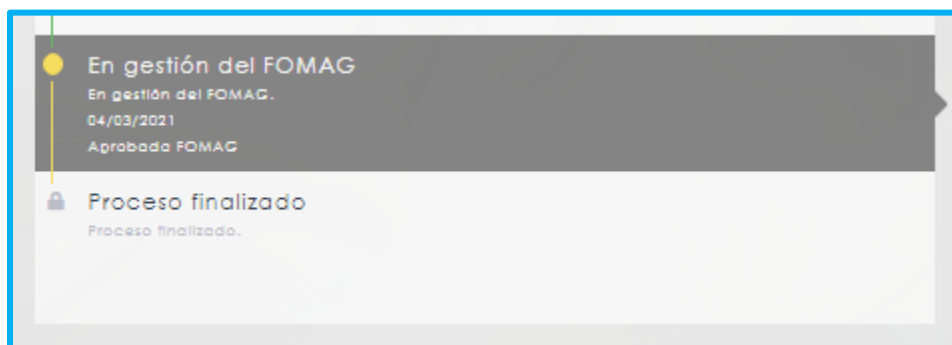 En gestión del FOMAG
En gestión del FOMAG.
04/03/2021
Aprobada FOMAG
Proceso finalizado
Proceso finalizado.